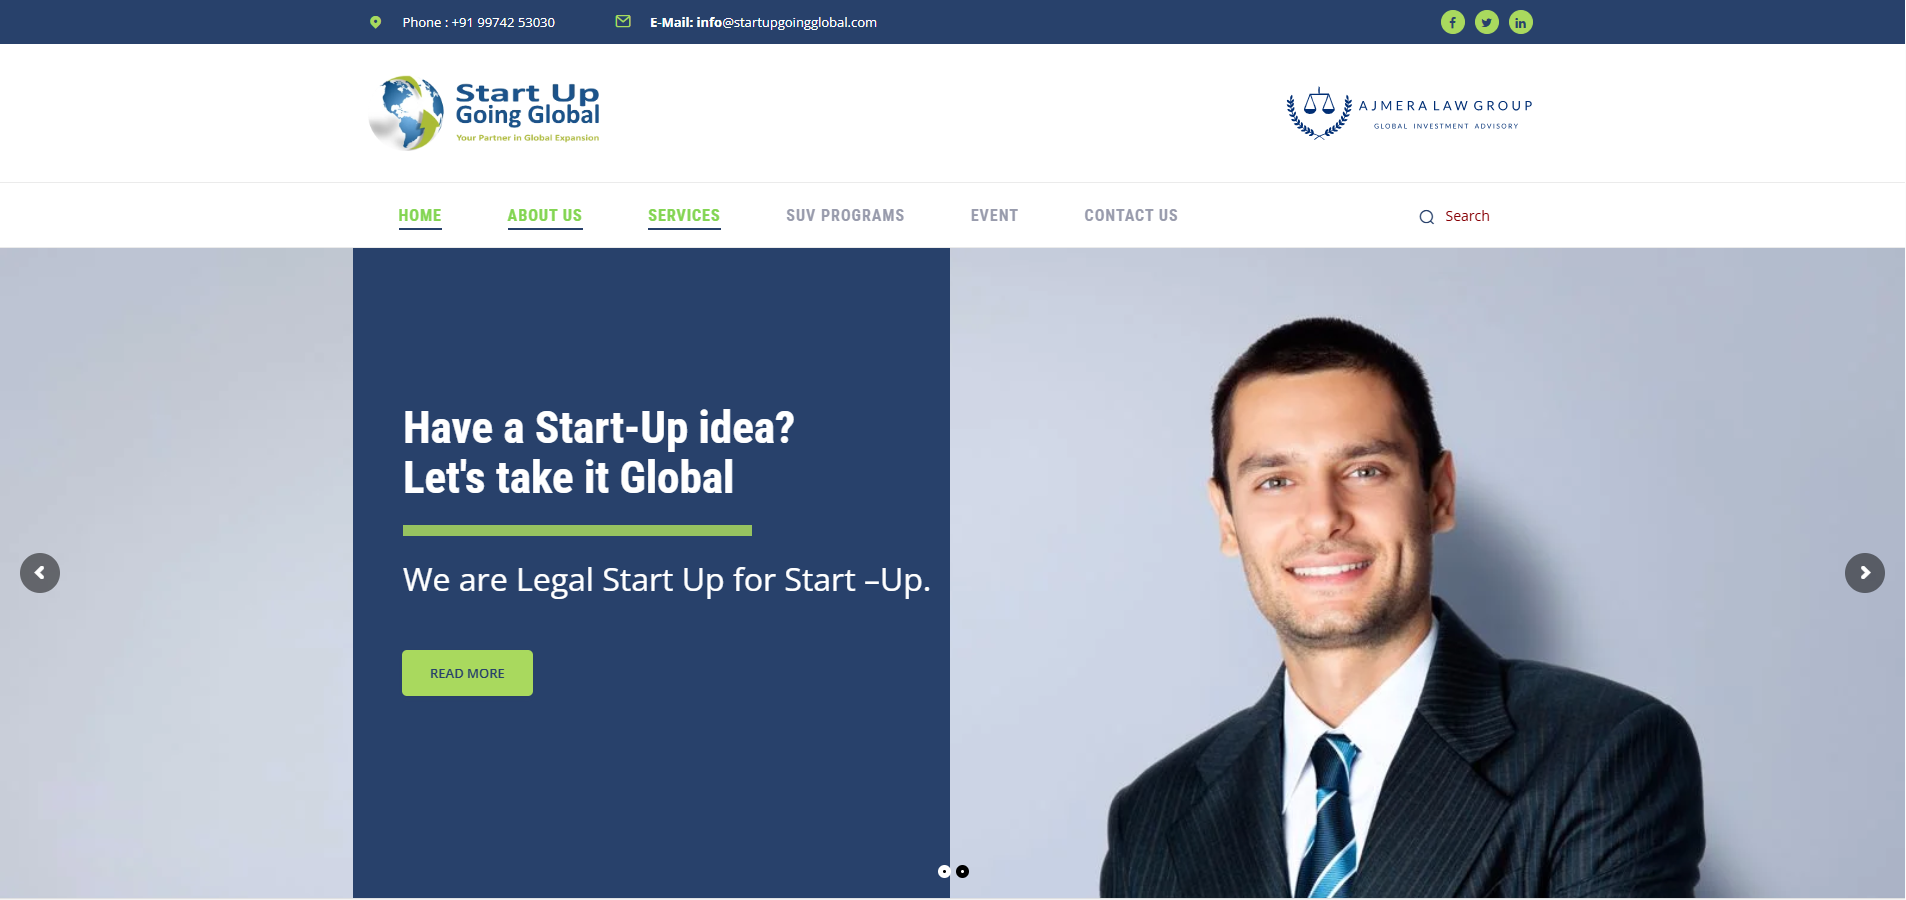 Phone : +91 99742 53030
E-Mail: info@startupgoingglobal.com
Start Up
Going Global
Your Partner in Global Expansion
AJMERA LAW GROUP
GLOBAL INVESTMENT ADVISORY
HOME
ABOUT US
SERVICES
SUV PROGRAMS
EVENT
CONTACT US
Search
Have a Start-Up idea?
Let's take it Global
We are Legal Start Up for Start –Up.
READ MORE